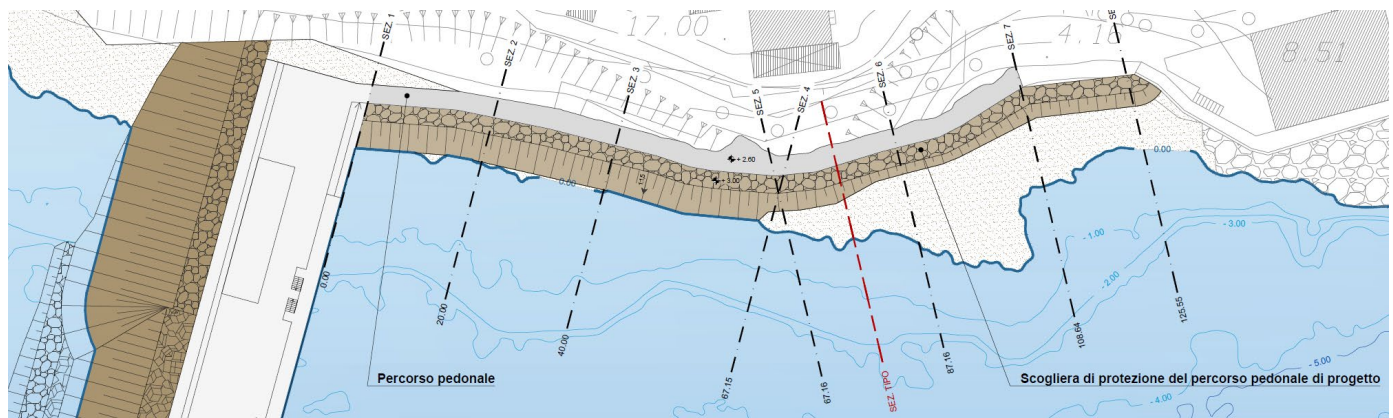 SEZ. 1
SEZ. 2
SEZ. 3
17.00
SEZ. 5
SEZ. 4
SEZ. 6
SEZ. 7
4.16
8.51
+ 2.60
+ 3.00
0.00
0.00
0.00
20.00
40.00
67.15
67.16
SEZ. TIPO
87.16
108.64
125.55
- 1.00
- 2.00
- 3.00
- 4.00
- 5.00
Percorso pedonale
Scogliera di protezione del percorso pedonale di progetto